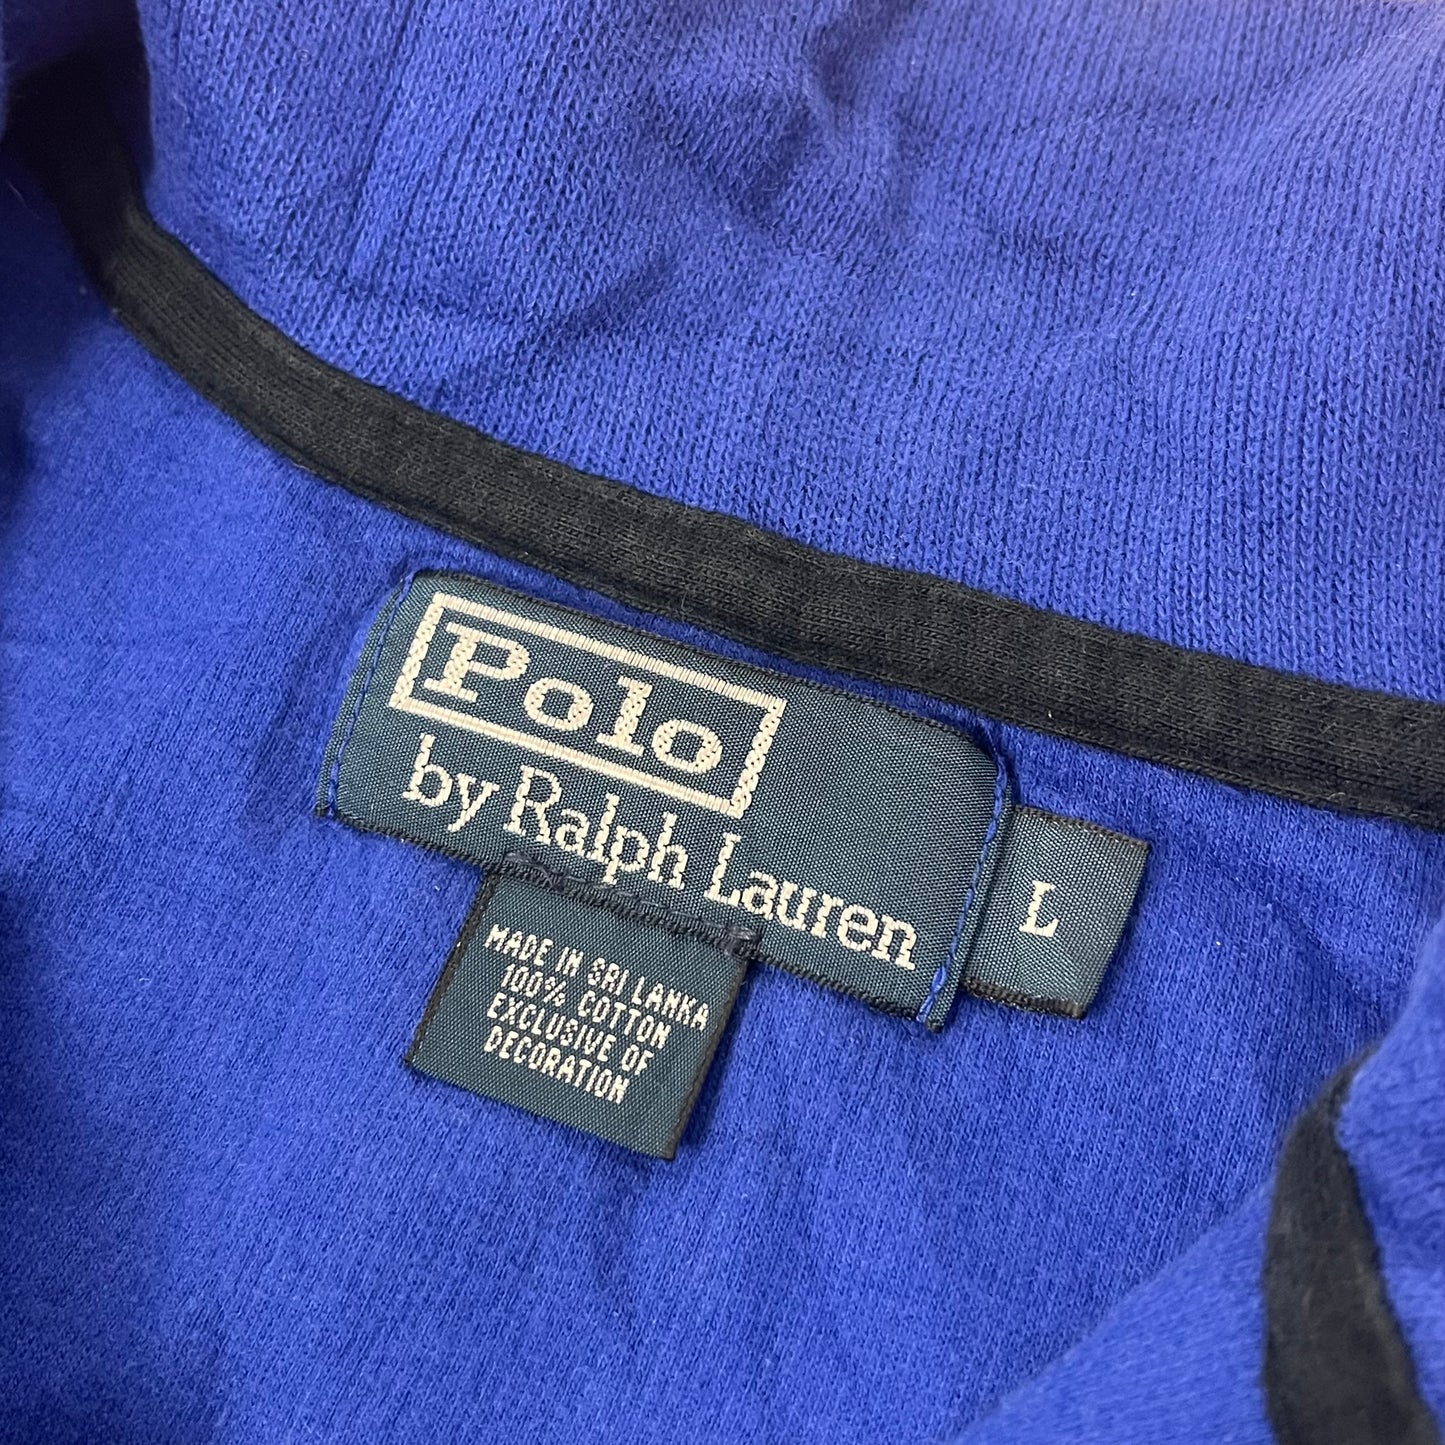 Polo
by Ralph Lauren
L
MADE IN SRI LANKA
100% COTTON
EXCLUSIVE OF
DECORATION